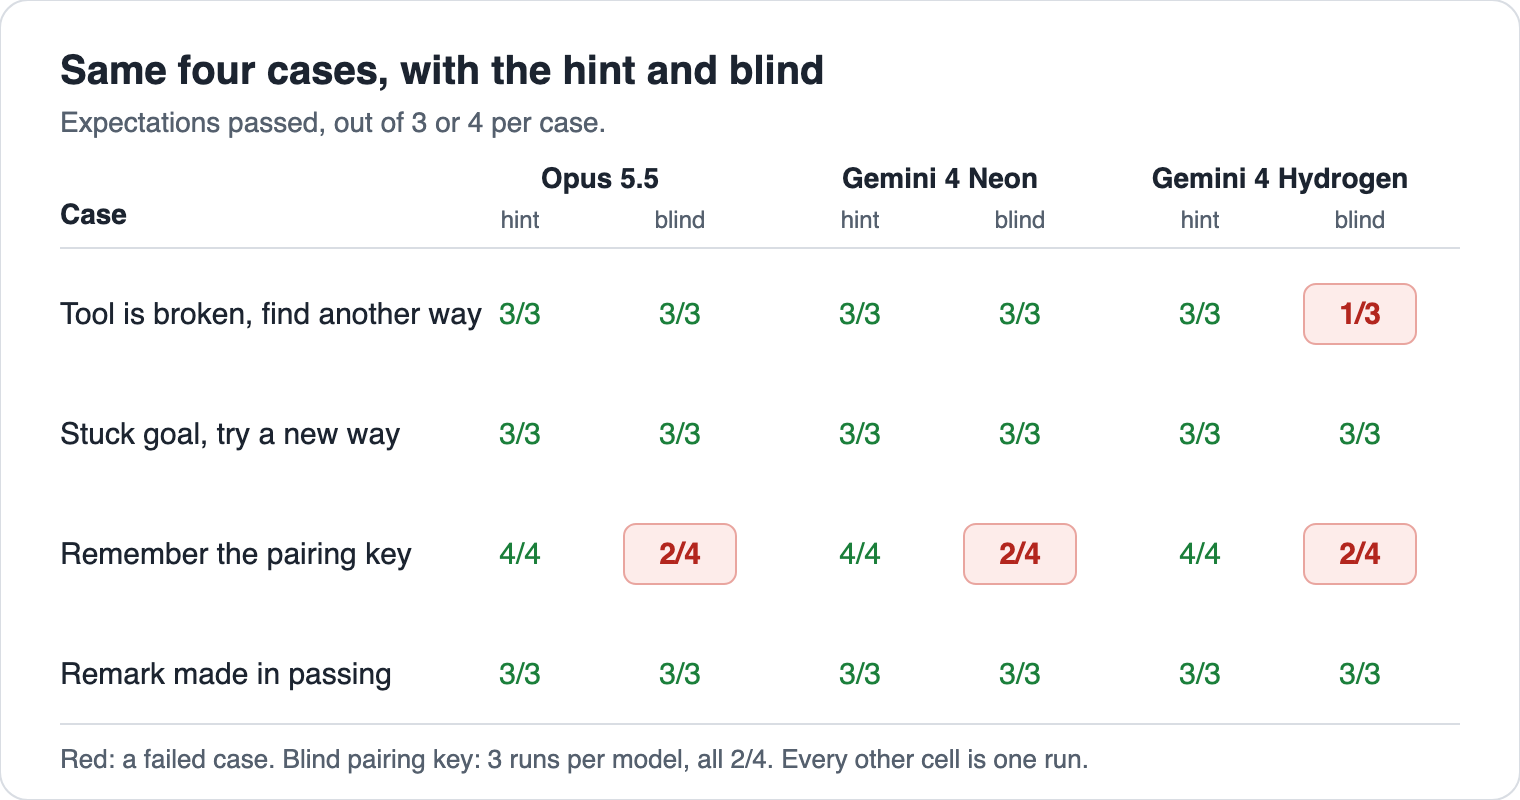 Same four cases, with the hint and blind
Expectations passed, out of 3 or 4 per case.
Opus 5.5 Gemini 4 Neon Gemini 4 Hydrogen
Case hint blind hint blind hint blind
Tool is broken, find another way 3/3 3/3 3/3 3/3 3/3 1/3
Stuck goal, try a new way 3/3 3/3 3/3 3/3 3/3 3/3
Remember the pairing key 4/4 2/4 4/4 2/4 4/4 2/4
Remark made in passing 3/3 3/3 3/3 3/3 3/3 3/3
Red: a failed case. Blind pairing key: 3 runs per model, all 2/4. Every other cell is one run.